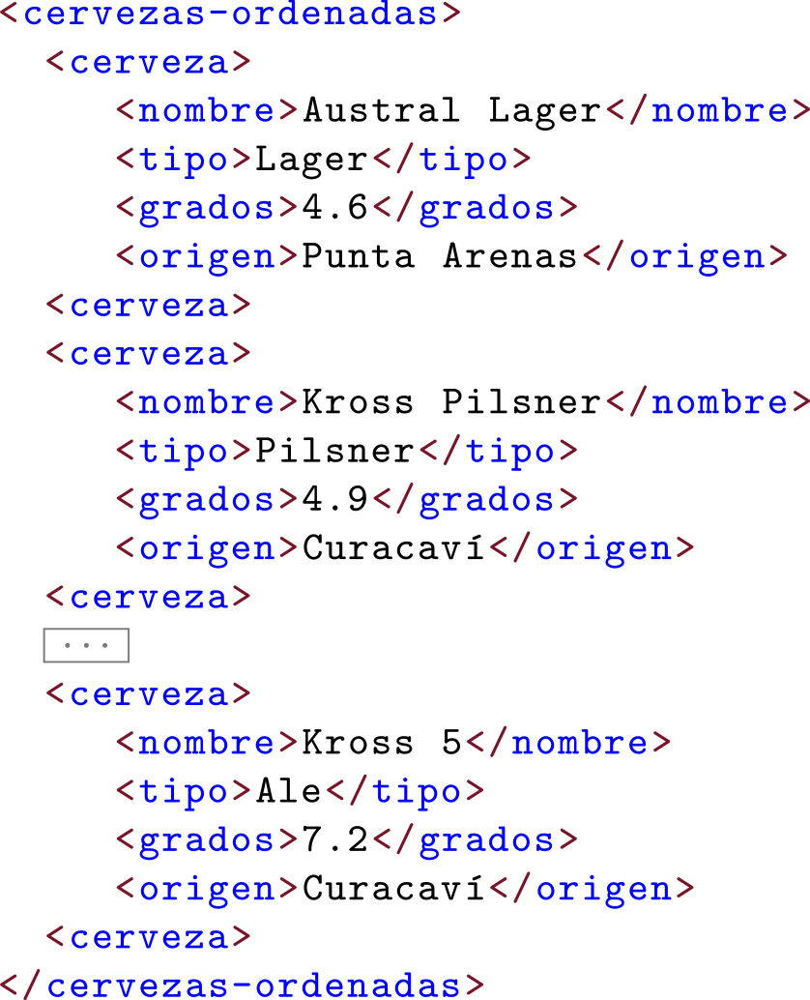 <cervezas-ordenadas>
<cerveza>
<nombre>Austral Lager</nombre>
<tipo>Lager</tipo>
<grados>4.6</grados>
<origen>Punta Arenas</origen>
<cerveza>
<cerveza>
<nombre>Kross Pilsner</nombre>
<tipo>Pilsner</tipo>
<grados>4.9</grados>
<origen>Curacaví</origen>
<cerveza>
...
<cerveza>
<nombre>Kross 5</nombre>
<tipo>Ale</tipo>
<grados>7.2</grados>
<origen>Curacaví</origen>
<cerveza>
</cervezas-ordenadas>